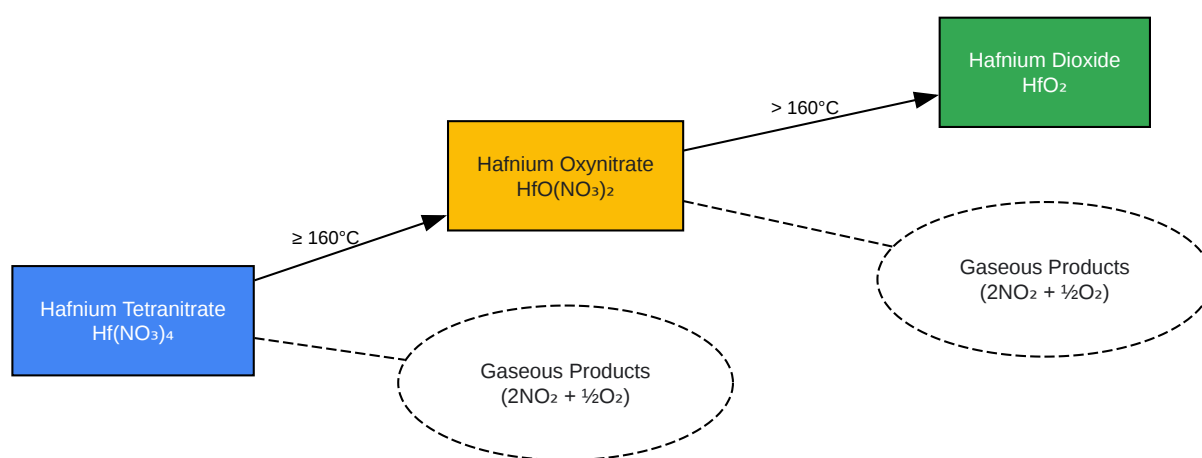 Hafnium Dioxide
HfO₂
> 160°C
Hafnium Oxynitrate
HfO(NO₃)₂
≥ 160°C
Gaseous Products
(2NO₂ + ½O₂)
Hafnium Tetranitrate
Hf(NO₃)₄
Gaseous Products
(2NO₂ + ½O₂)